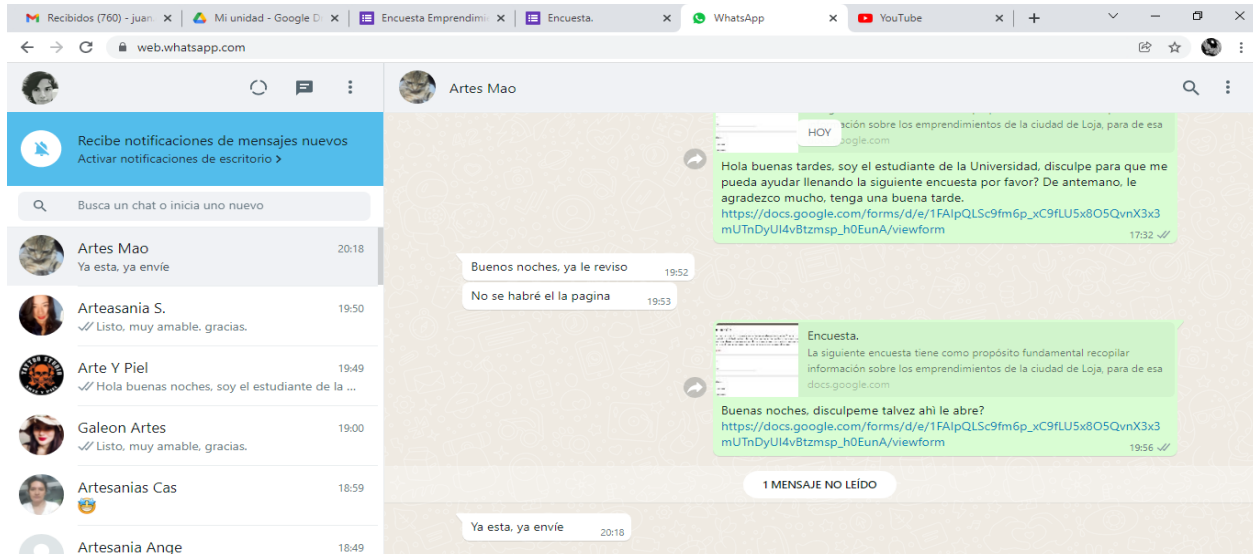 Recibidos (760) - juan.
Mi unidad - Google D
Encuesta Emprendimi
Encuesta.
WhatsApp
YouTube
web.whatsapp.com
Artes Mao
Recibe notificaciones de mensajes nuevos
Activar notificaciones de escritorio >
Busca un chat o inicia uno nuevo
Artes Mao 20:18
Ya esta, ya envíe
Arteasania S. 19:50
Listo, muy amable. gracias.
Arte Y Piel 19:49
Hola buenas noches, soy el estudiante de la ...
Galeon Artes 19:00
Listo, muy amable, gracias.
Artesanias Cas 18:59
Artesania Ange 18:49
HOY
ación sobre los emprendimientos de la ciudad de Loja, para de esa
oogle.com
Hola buenas tardes, soy el estudiante de la Universidad, disculpe para que me
pueda ayudar llenando la siguiente encuesta por favor? De antemano, le
agradezco mucho, tenga una buena tarde.
https://docs.google.com/forms/d/e/1FAIpQLSc9fm6p_xC9fLU5x8O5QvnX3x3
mUTnDyUI4vBtzmsp_h0EunA/viewform 17:32
Buenos noches, ya le reviso 19:52
No se habré el la pagina 19:53
Encuesta.
La siguiente encuesta tiene como propósito fundamental recopilar
información sobre los emprendimientos de la ciudad de Loja, para de esa
docs.google.com
Buenas noches, disculpeme talvez ahì le abre?
https://docs.google.com/forms/d/e/1FAIpQLSc9fm6p_xC9fLU5x8O5QvnX3x3
mUTnDyUI4vBtzmsp_h0EunA/viewform 19:56
1 MENSAJE NO LEÍDO
Ya esta, ya envíe 20:18